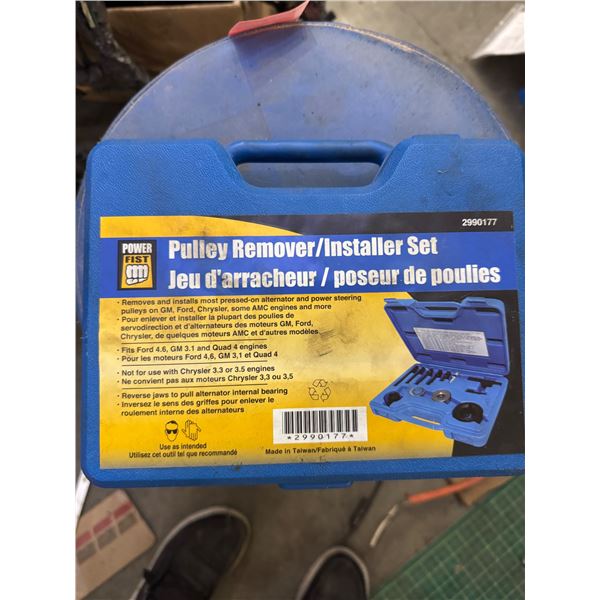 2990177
POWER
FIST
Pulley Remover/Installer Set
Jeu d'arracheur / poseur de poulies
• Removes and installs most pressed-on alternator and power steering
pulleys on GM, Ford, Chrysler, some AMC engines and more
• Pour enlever et installer la plupart des poulies de
servodirection et d'alternateurs des moteurs GM, Ford,
Chrysler, de quelques moteurs AMC et d'autres modèles
• Fits Ford 4.6, GM 3.1 and Quad 4 engines
• Pour les moteurs Ford 4,6, GM 3,1 et Quad 4
• Not for use with Chrysler 3.3 or 3.5 engines
• Ne convient pas aux moteurs Chrysler 3,3 ou 3,5
• Reverse jaws to pull alternator internal bearing
• Inversez le sens des griffes pour enlever le
roulement interne des alternateurs
Use as intended
Utilisez cet outil tel que recommandé
*2990177*
Made in Taiwan/Fabriqué à Taiwan